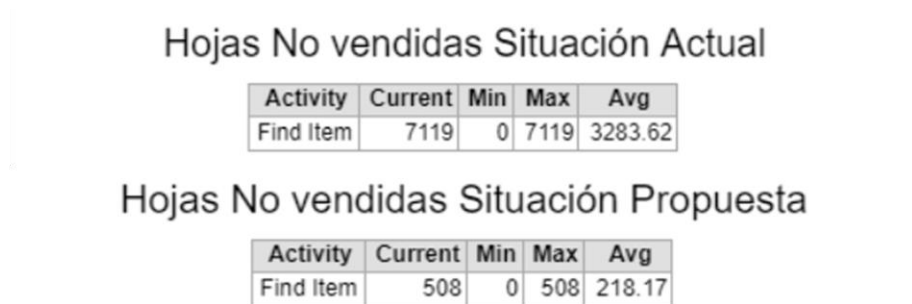 Hojas No vendidas Situación Actual
Activity Current Min Max Avg
Find Item 7119 0 7119 3283.62
Hojas No vendidas Situación Propuesta
Activity Current Min Max Avg
Find Item 508 0 508 218.17